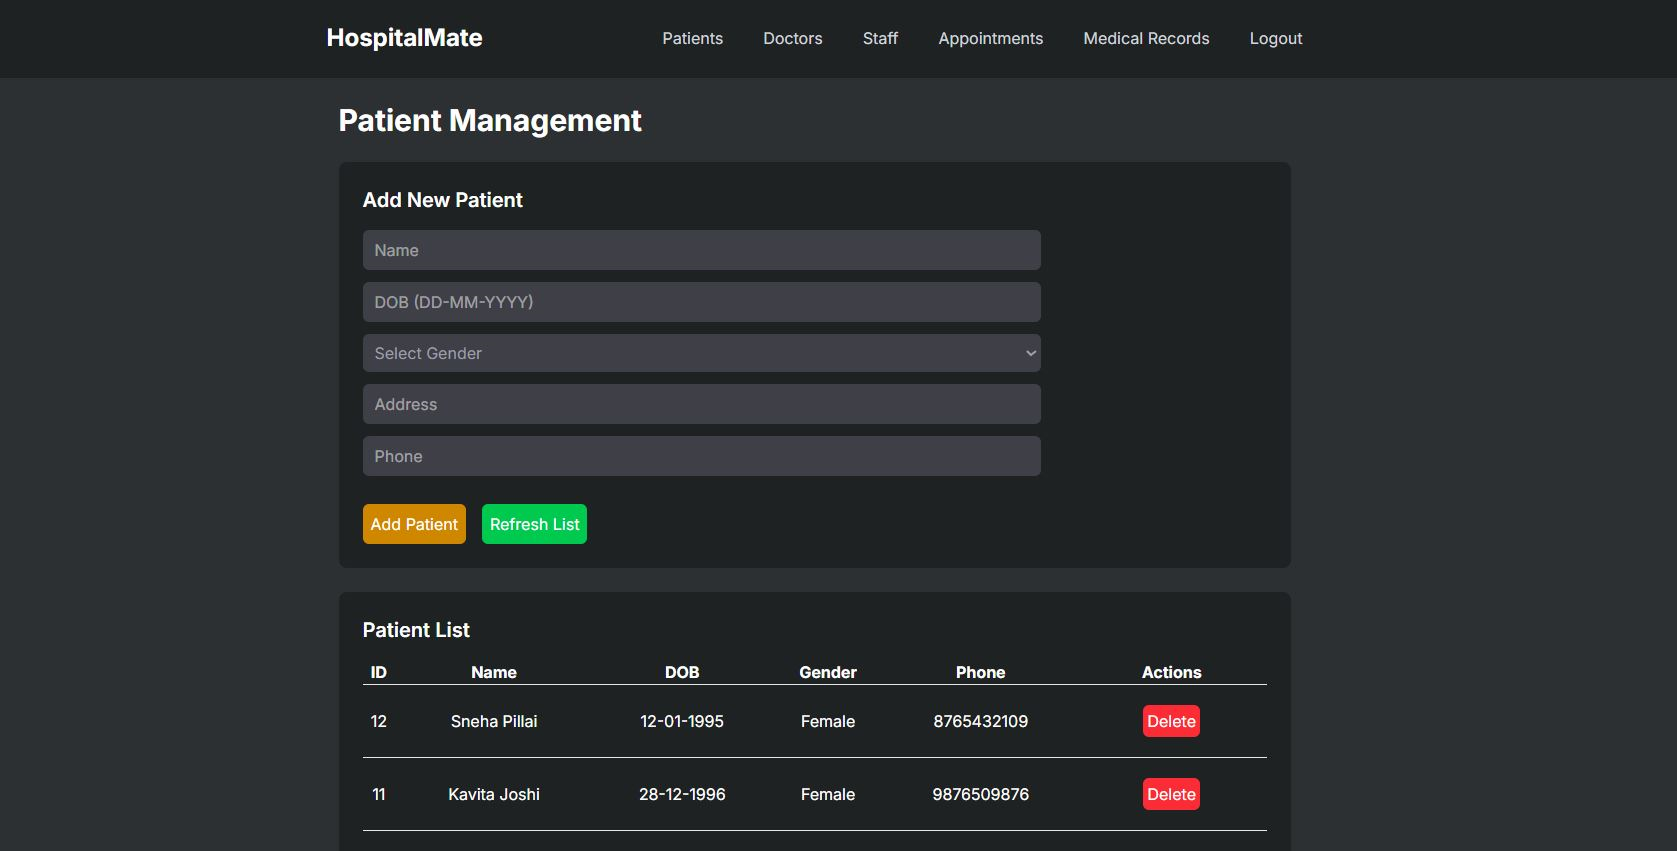 HospitalMate Patients Doctors Staff Appointments Medical Records Logout
Patient Management
Add New Patient
Name
DOB (DD-MM-YYYY)
Select Gender
Address
Phone
Add Patient Refresh List
Patient List
ID Name DOB Gender Phone Actions
12 Sneha Pillai 12-01-1995 Female 8765432109 Delete
11 Kavita Joshi 28-12-1996 Female 9876509876 Delete